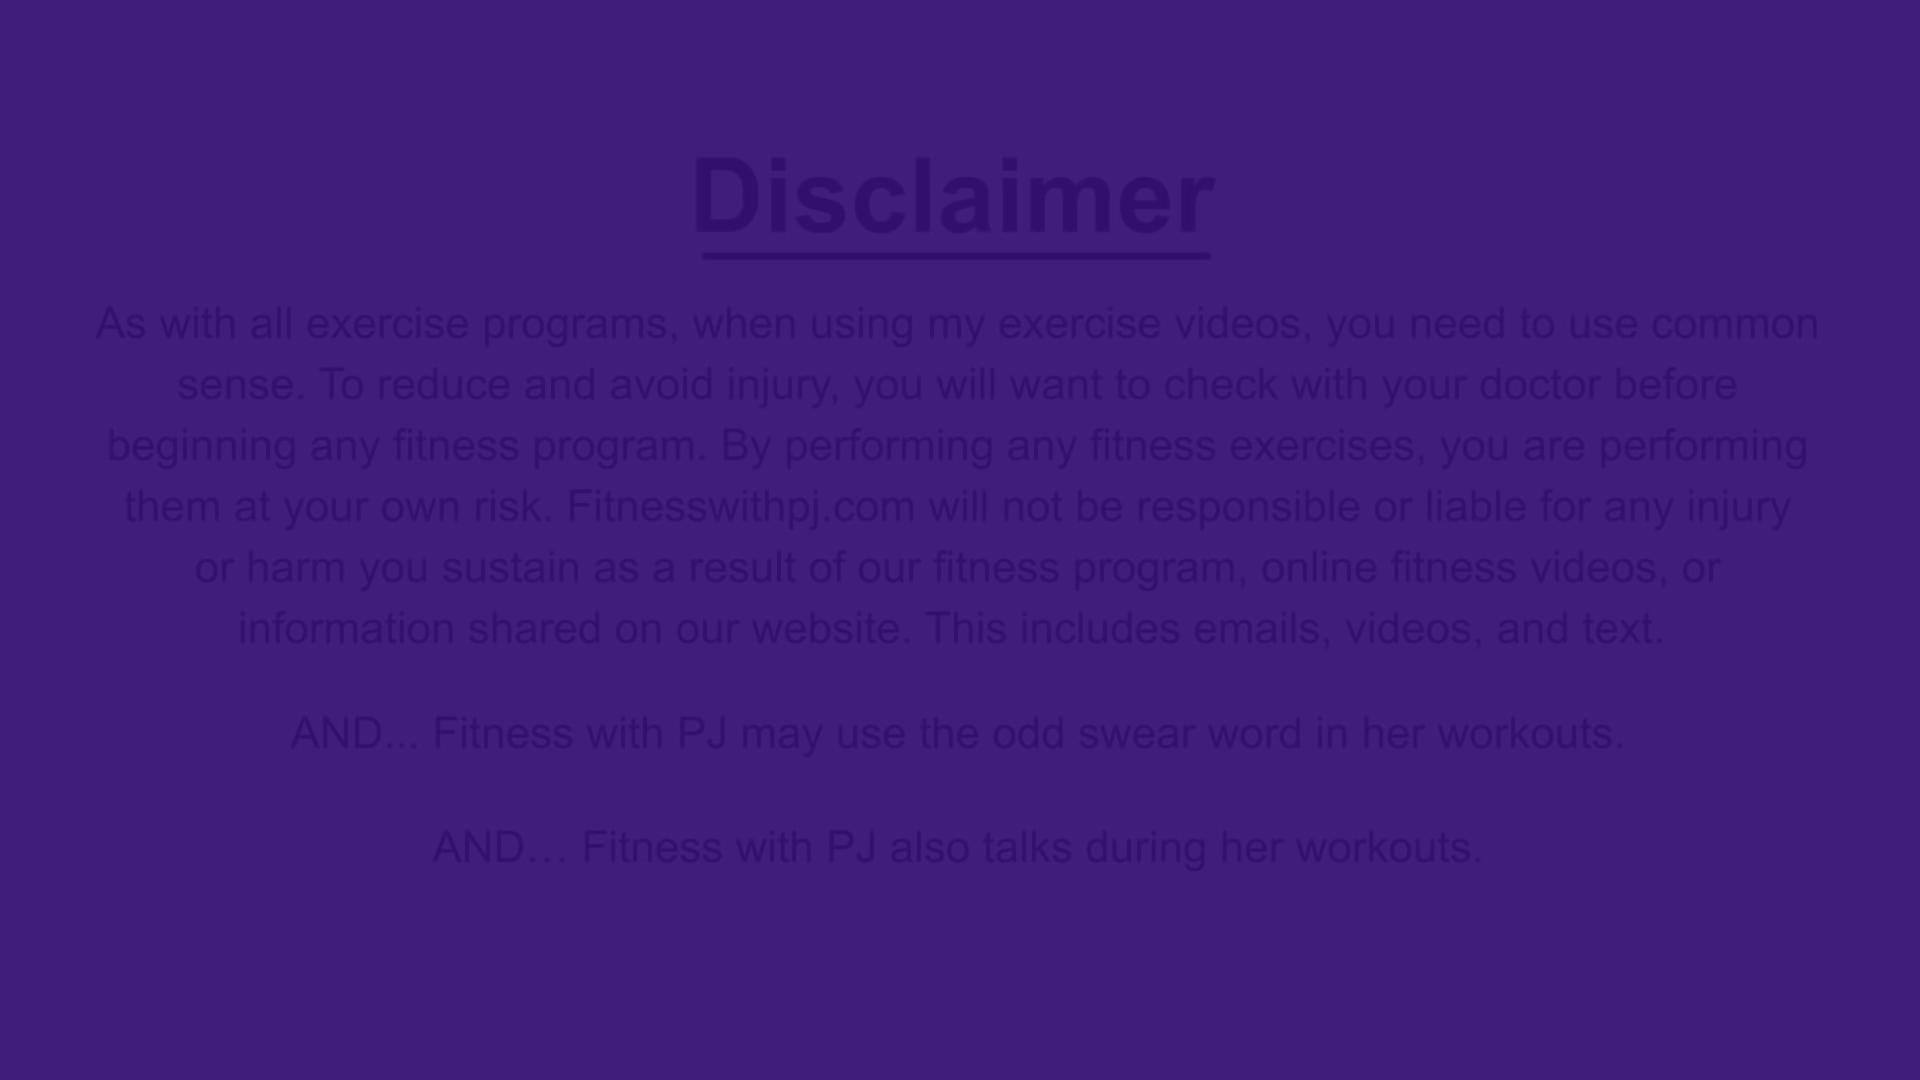 Disclaimer
As with all exercise programs, when using my exercise videos, you need to use common
sense. To reduce and avoid injury, you will want to check with your doctor before
beginning any fitness program. By performing any fitness exercises, you are performing
them at your own risk. Fitnesswithpj.com will not be responsible or liable for any injury
or harm you sustain as a result of our fitness program, online fitness videos, or
information shared on our website. This includes emails, videos, and text.
AND... Fitness with PJ may use the odd swear word in her workouts.
AND… Fitness with PJ also talks during her workouts.